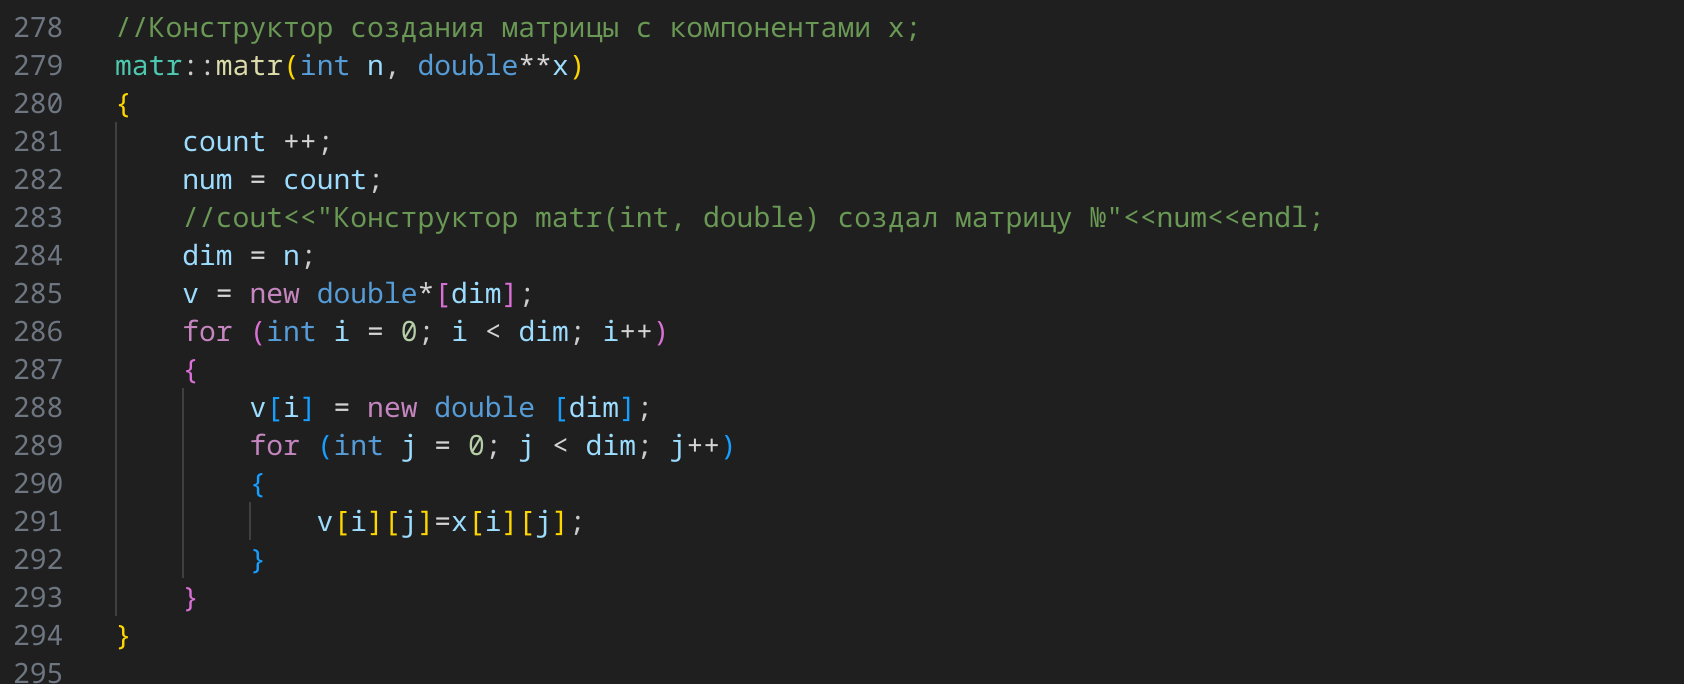 278 //Конструктор создания матрицы с компонентами x;
279 matr::matr(int n, double**x)
280 {
281 count ++;
282 num = count;
283 //cout<<"Конструктор matr(int, double) создал матрицу №"<<num<<endl;
284 dim = n;
285 v = new double*[dim];
286 for (int i = 0; i < dim; i++)
287 {
288 v[i] = new double [dim];
289 for (int j = 0; j < dim; j++)
290 {
291 v[i][j]=x[i][j];
292 }
293 }
294 }
295